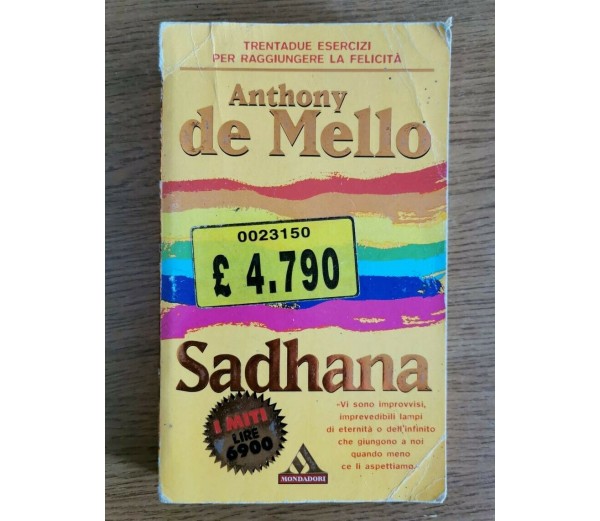 TRENTADUE ESERCIZI
PER RAGGIUNGERE LA FELICITÀ
Anthony
de Mello
0023150
£ 4.790
Sadhana
I MITI
LIRE
6900
«Vi sono improvvisi,
imprevedibili lampi
di eternità o dell'infinito
che giungono a noi
quando meno
ce li aspettiamo.»
MONDADORI